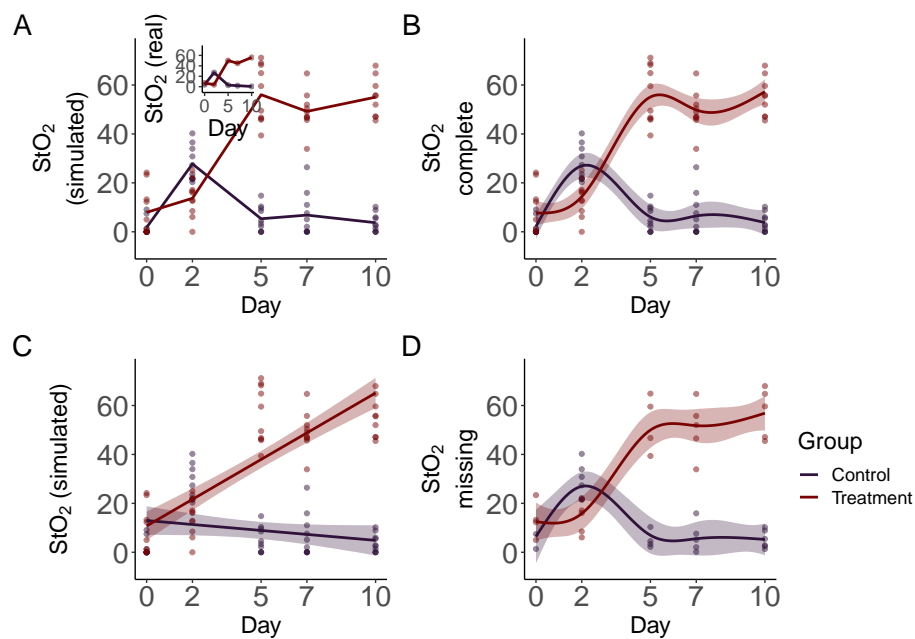 A
StO2
(simulated)
60
40
20
0
0 2 5 7 10
Day
StO2 (real)
60
40
20
0
0 5 10
Day
B
StO2
complete
60
40
20
0
0 2 5 7 10
Day
C
StO2 (simulated)
60
40
20
0
0 2 5 7 10
Day
D
StO2
missing
60
40
20
0
0 2 5 7 10
Day
Group
Control
Treatment